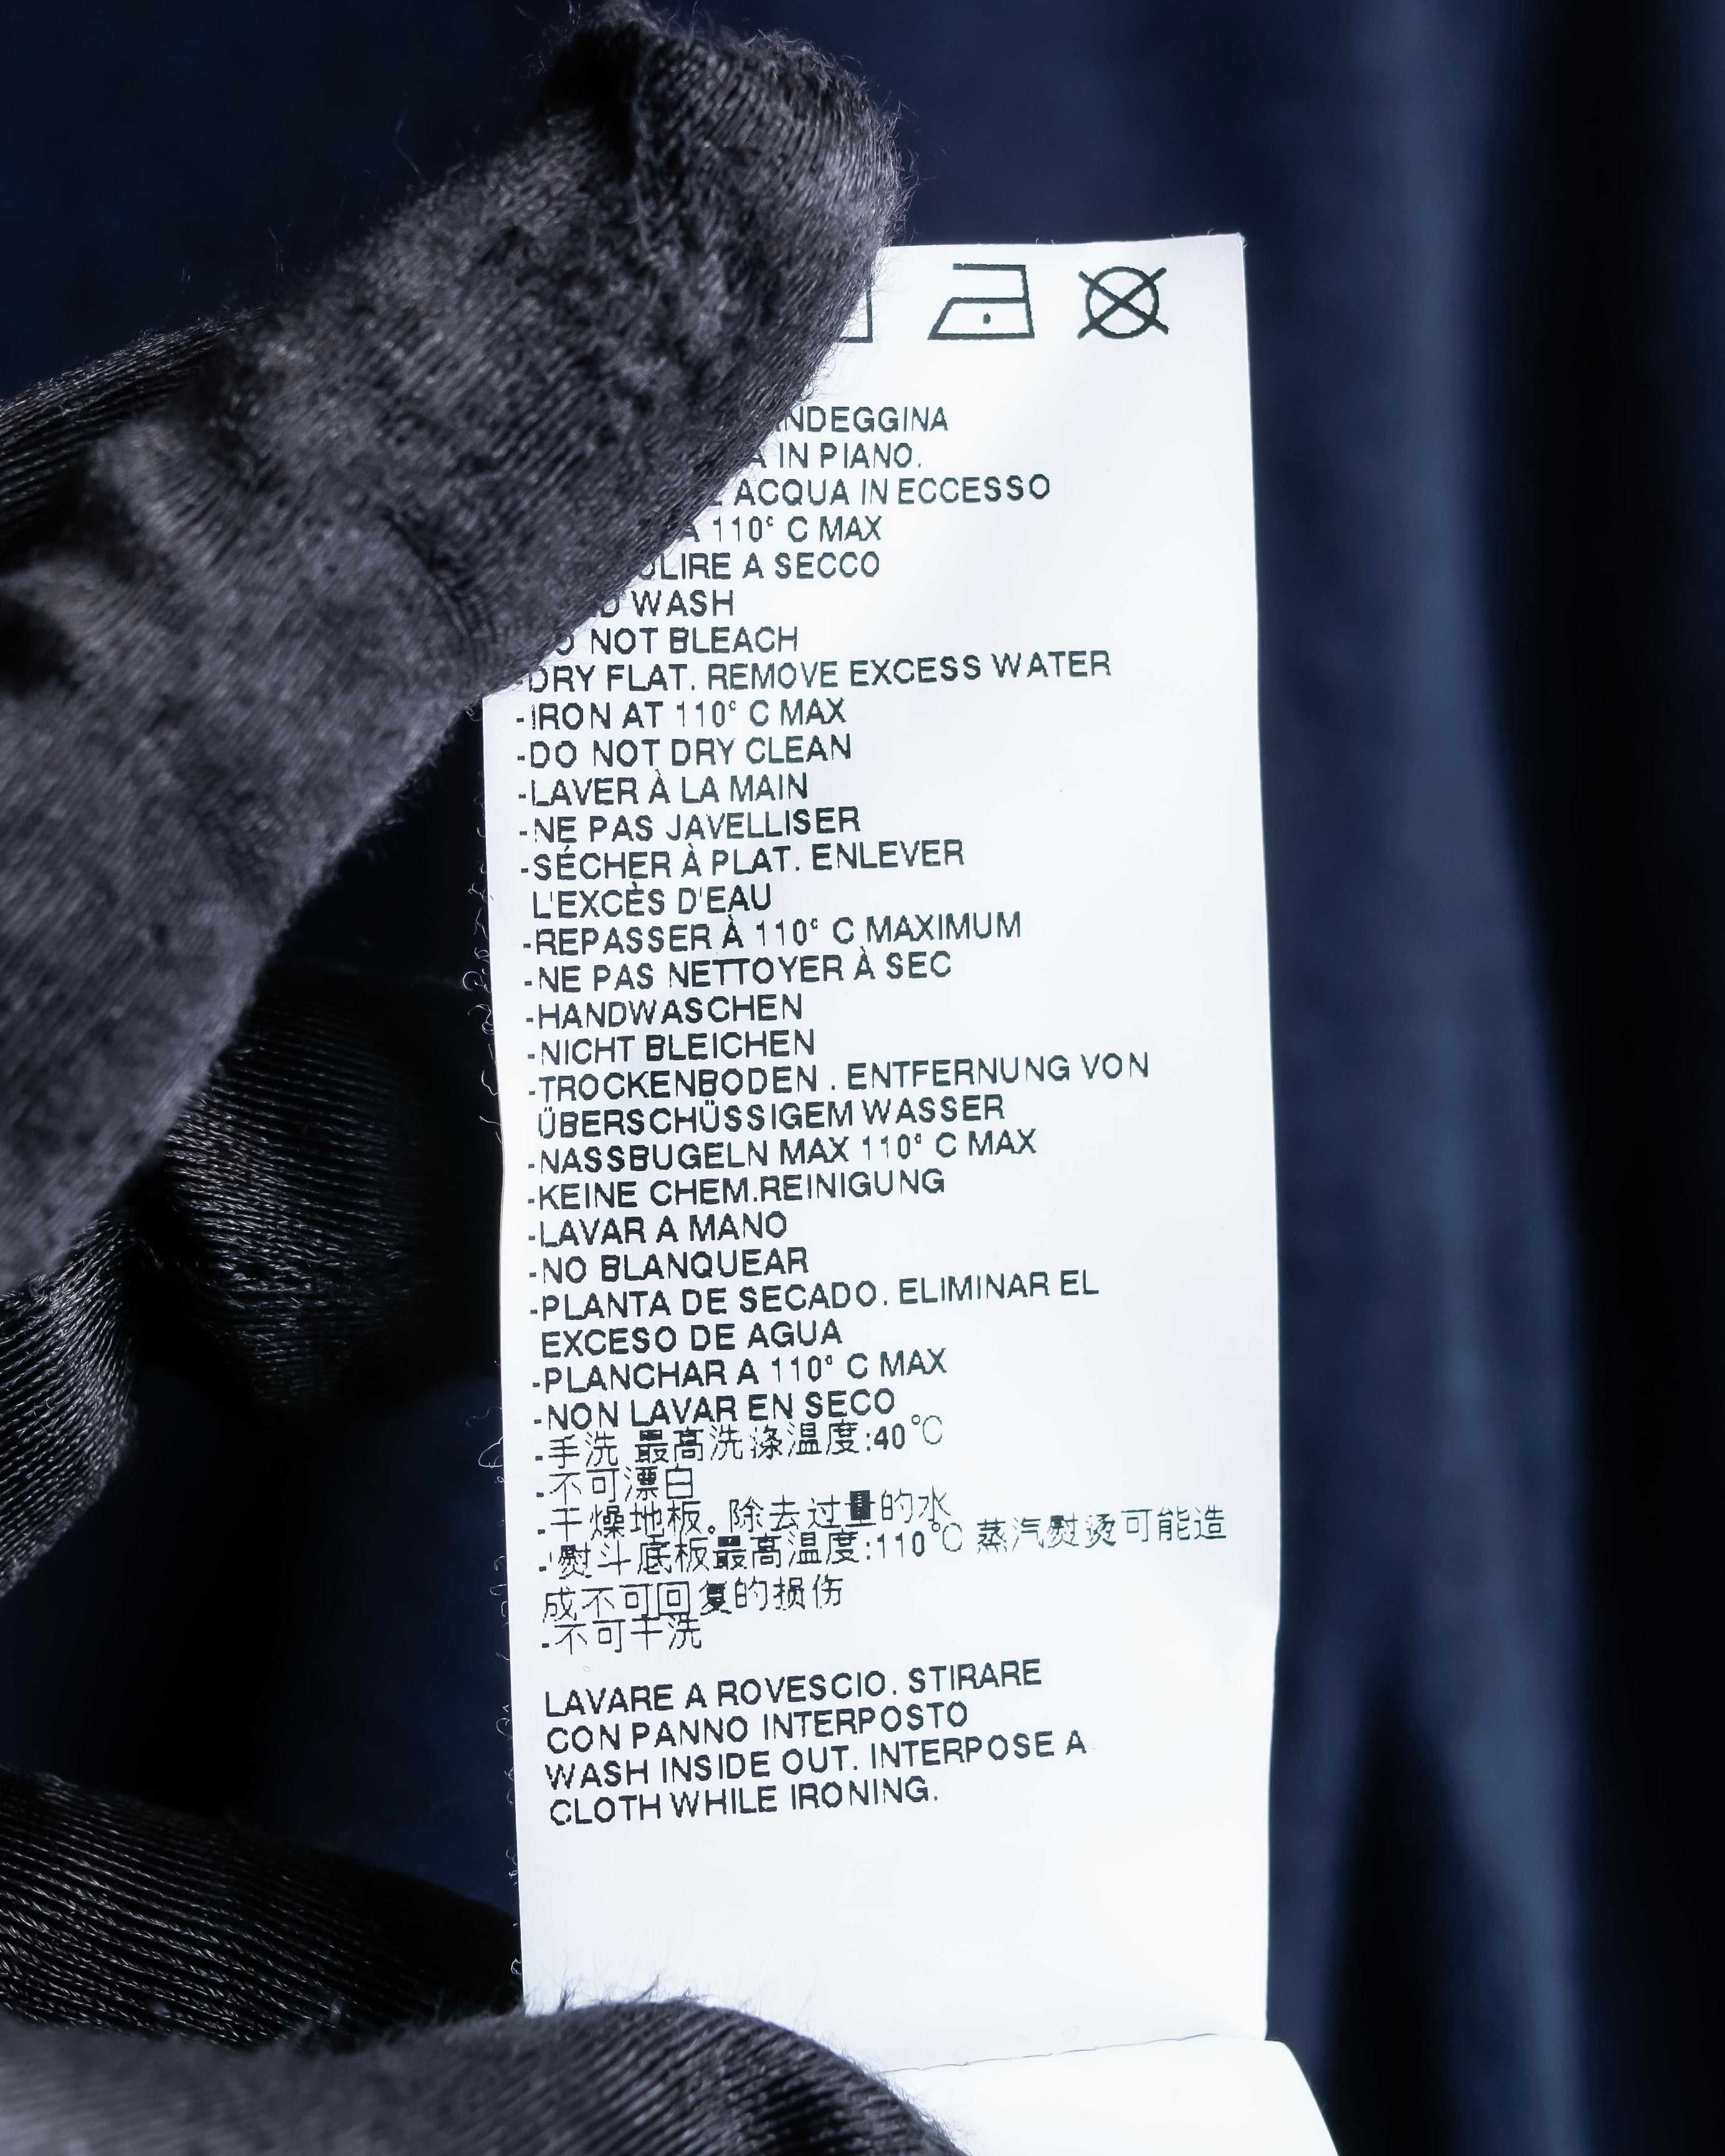 IN PIANO.
ACQUA IN ECCESSO
110° C MAX
A SECCO
WASH
NOT BLEACH
-DRY FLAT. REMOVE EXCESS WATER
-IRON AT 110° C MAX
-DO NOT DRY CLEAN
-LAVER À LA MAIN
-NE PAS JAVELLISER
-SÉCHER À PLAT. ENLEVER
L'EXCÈS D'EAU
-REPASSER À 110° C MAXIMUM
-NE PAS NETTOYER À SEC
-HANDWASCHEN
-NICHT BLEICHEN
-TROCKENBODEN . ENTFERNUNG VON
ÜBERSCHÜSSIGEM WASSER
-NASSBUGELN MAX 110° C MAX
-KEINE CHEM.REINIGUNG
-LAVAR A MANO
-NO BLANQUEAR
-PLANTA DE SECADO. ELIMINAR EL
EXCESO DE AGUA
-PLANCHAR A 110° C MAX
-NON LAVAR EN SECO
-手洗 最高洗涤温度:40℃
-不可漂白
-干燥地板。除去过量的水
-熨斗底板最高温度:110℃ 蒸汽熨烫可能造
成不可回复的损伤
-不可干洗
LAVARE A ROVESCIO. STIRARE
CON PANNO INTERPOSTO
WASH INSIDE OUT. INTERPOSE A
CLOTH WHILE IRONING.